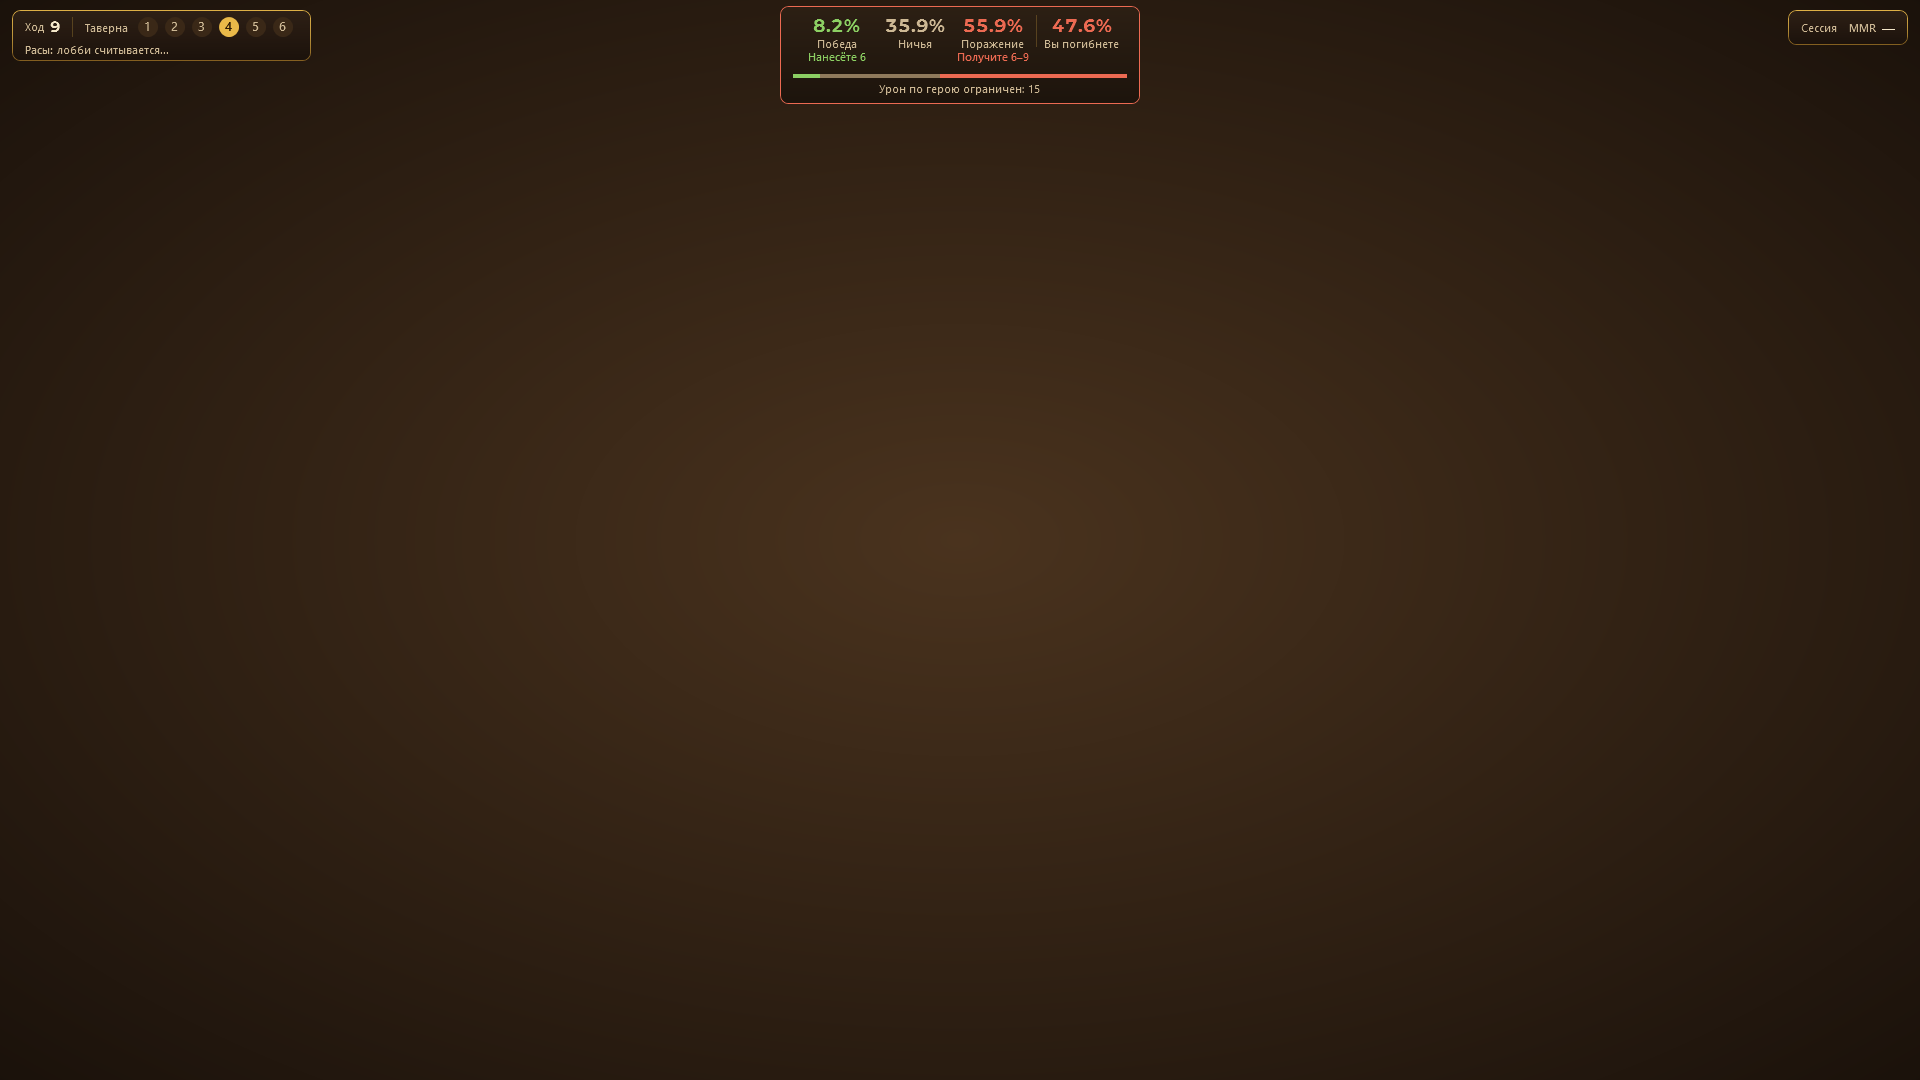 Ход 9 Таверна 1 2 3 4 5 6
Расы: лобби считывается...
8.2% 35.9% 55.9% 47.6%
Победа Ничья Поражение Вы погибнете
Нанесёте 6 Получите 6–9
Урон по герою ограничен: 15
Сессия MMR —